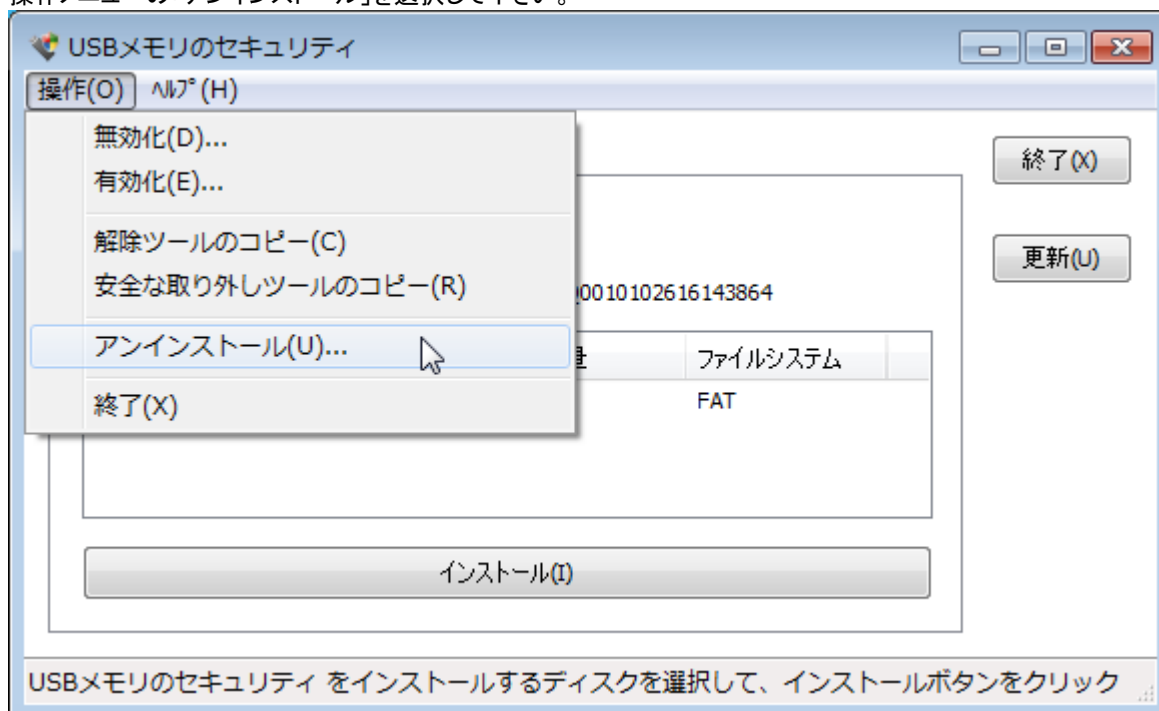 USBメモリのセキュリティ
操作(O) ﾍﾙﾌﾟ(H)
無効化(D)...
有効化(E)...
解除ツールのコピー(C)
安全な取り外しツールのコピー(R)
アンインストール(U)...
終了(X)
終了(X)
更新(U)
0010102616143864
ファイルシステム
FAT
インストール(I)
USBメモリのセキュリティ をインストールするディスクを選択して、インストールボタンをクリック